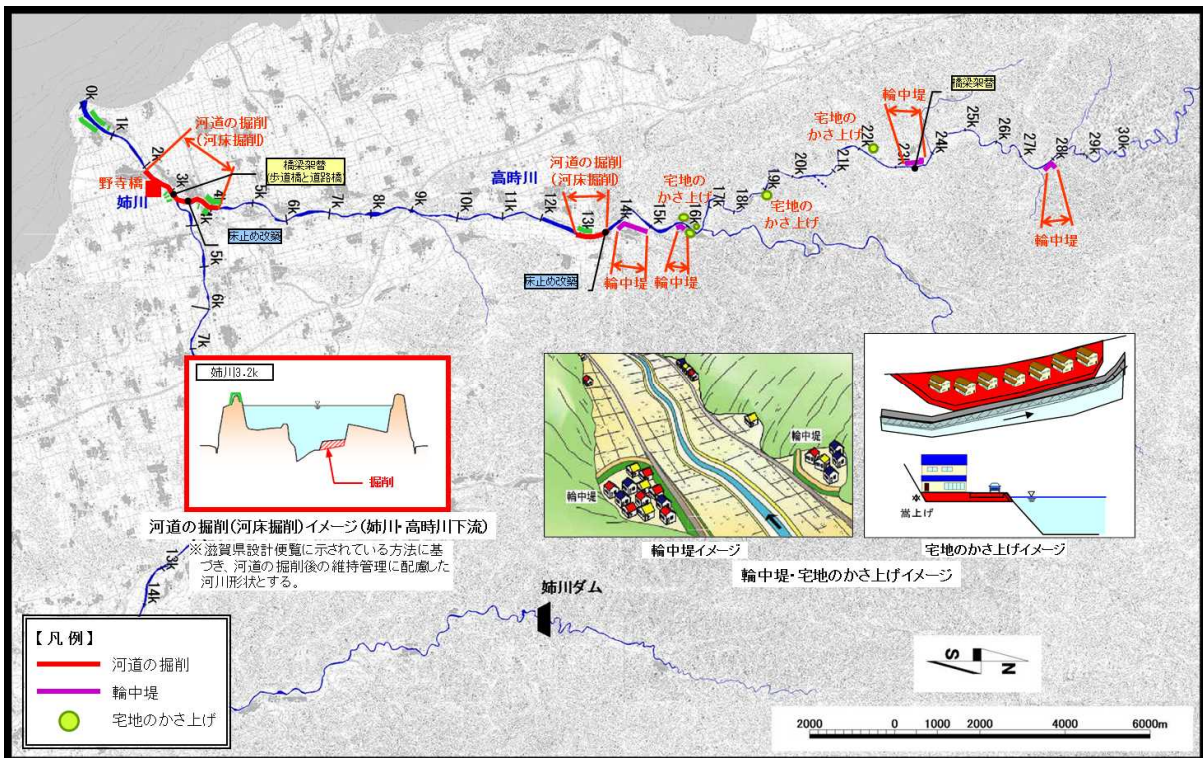 0k
1k
2k
3k
4k
5k
6k
7k
8k
9k
10k
11k
12k
13k
14k
15k
16k
17k
18k
19k
20k
21k
22k
23k
24k
25k
26k
27k
28k
29k
30k
河道の掘削
(河床掘削)
橋梁架替
(歩道橋と道路橋)
野寺橋
姉川
床止め改築
4k
5k
6k
7k
13k
14k
高時川
河道の掘削
(河床掘削)
床止め改築
輪中堤
輪中堤
宅地の
かさ上げ
宅地の
かさ上げ
宅地の
かさ上げ
輪中堤
橋梁架替
輪中堤
姉川3.2k
掘削
河道の掘削(河床掘削)イメージ(姉川・高時川下流)
※滋賀県設計便覧に示されている方法に基
づき、河道の掘削後の維持管理に配慮した
河川形状とする。
輪中堤
輪中堤
輪中堤イメージ
嵩上げ
宅地のかさ上げイメージ
輪中堤・宅地のかさ上げイメージ
姉川ダム
【凡例】
河道の掘削
輪中堤
宅地のかさ上げ
S
N
2000 0 1000 2000 4000 6000m